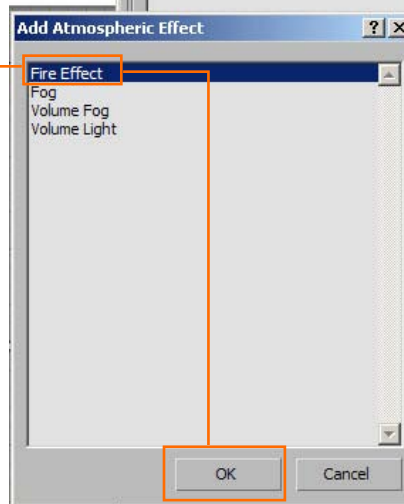 Add Atmospheric Effect
Fire Effect
Fog
Volume Fog
Volume Light
OK
Cancel